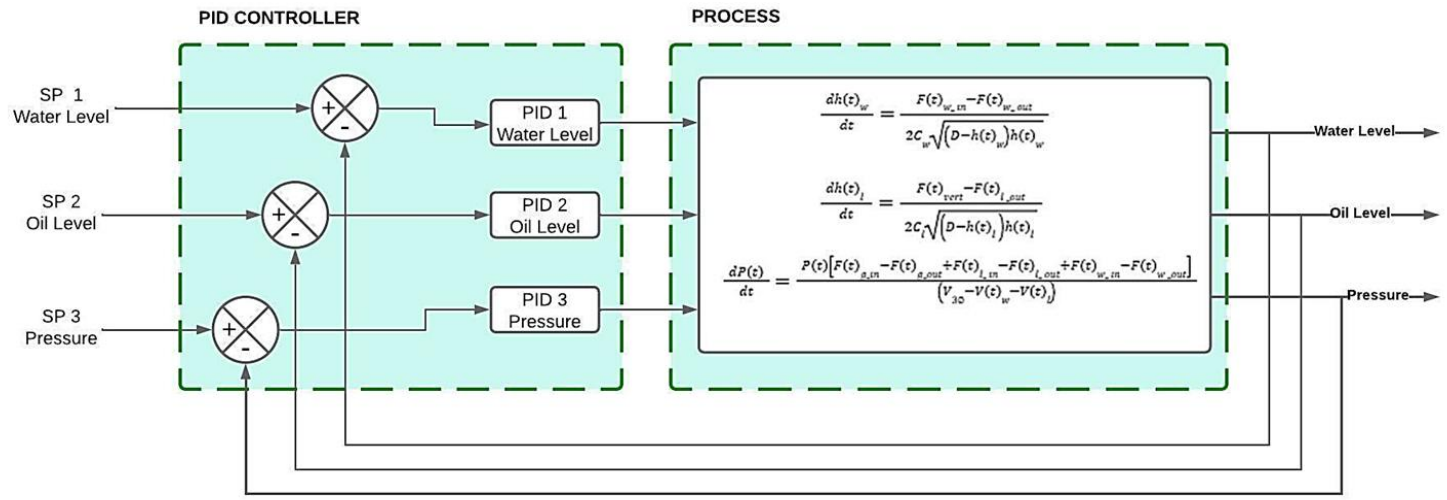 PID CONTROLLER
PROCESS
SP 1
Water Level
+
-
PID 1
Water Level
dh(t)_w/dt = (F(t)_w_in − F(t)_w_out)/(2C_w√((D−h(t)_w)h(t)_w))
Water Level
SP 2
Oil Level
+
-
PID 2
Oil Level
dh(t)_l/dt = (F(t)_vert − F(t)_l_out)/(2C_l√((D−h(t)_l)h(t)_l))
Oil Level
SP 3
Pressure
+
-
PID 3
Pressure
dP(t)/dt = P(t)[F(t)_a_in − F(t)_a_out + F(t)_l_in − F(t)_l_out + F(t)_w_in − F(t)_w_out]/(V_30 − V(t)_w − V(t)_l)
Pressure